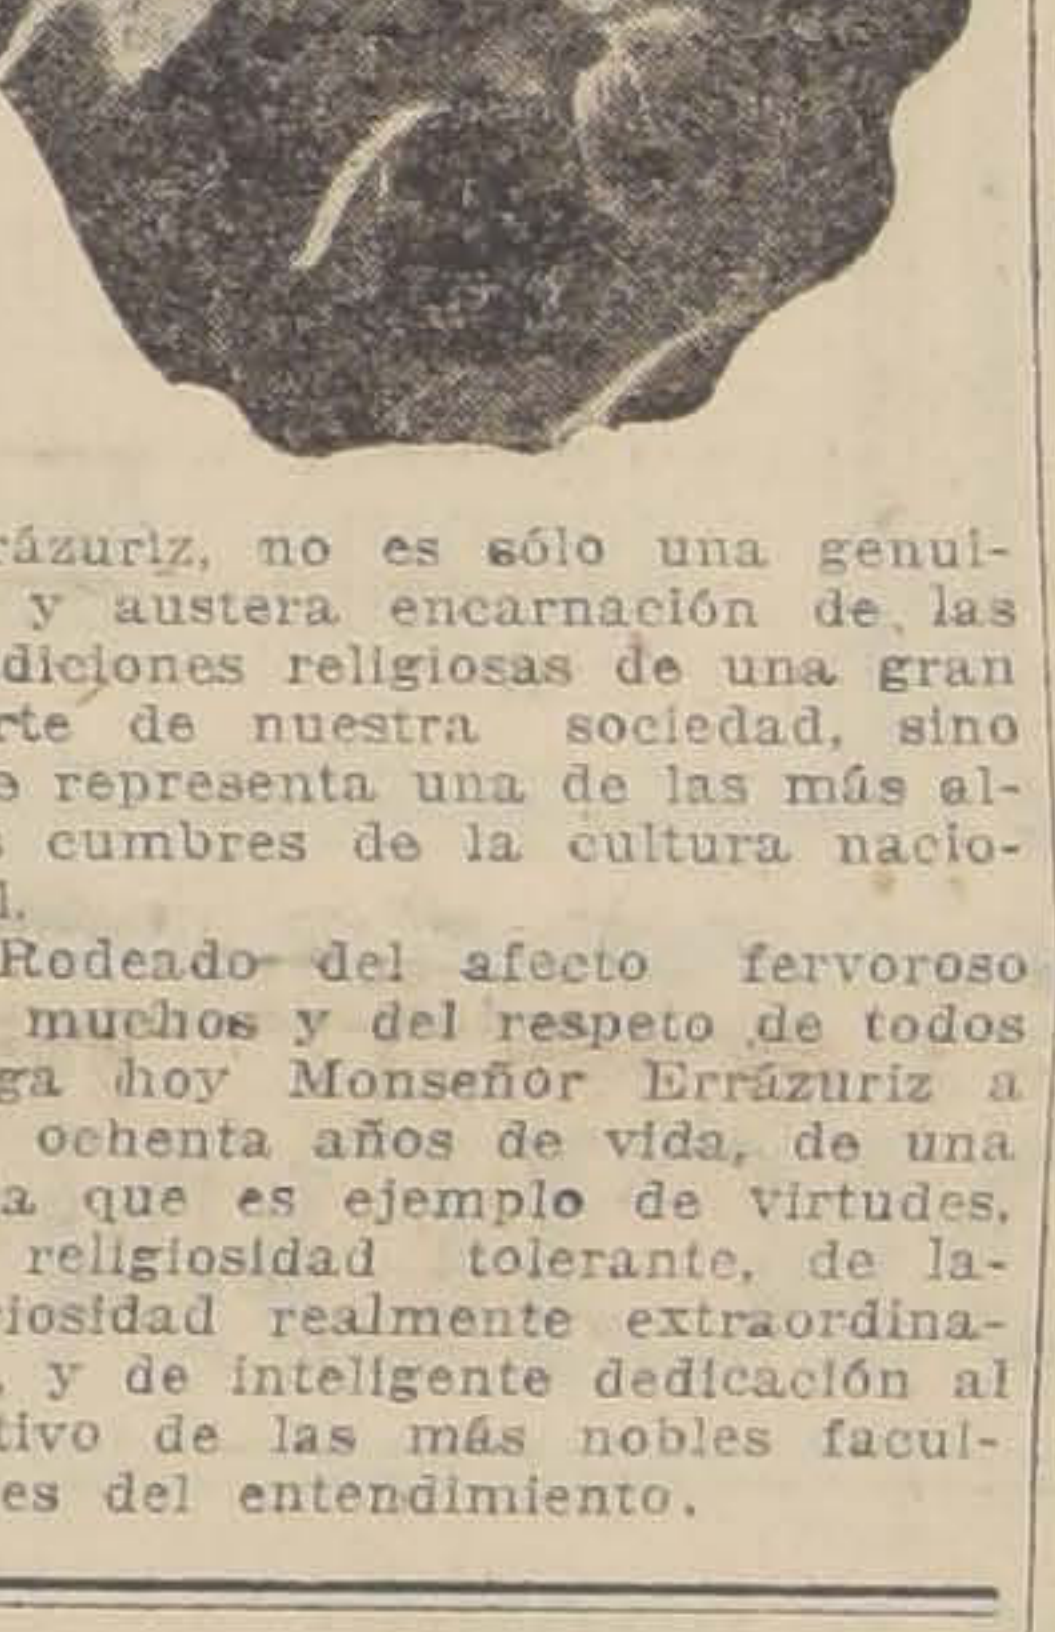 rázuriz, no es sólo una genui-
y austera encarnación de las
diciones religiosas de una gran
rte de nuestra sociedad, sino
e representa una de las más al-
s cumbres de la cultura nacio-
l.
Rodeado del afecto fervoroso
muchos y del respeto de todos
ga hoy Monseñor Errázuriz a
ochenta años de vida, de una
a que es ejemplo de virtudes,
religiosidad tolerante, de la-
riosidad realmente extraordina-
, y de inteligente dedicación al
tivo de las más nobles facul-
es del entendimiento.